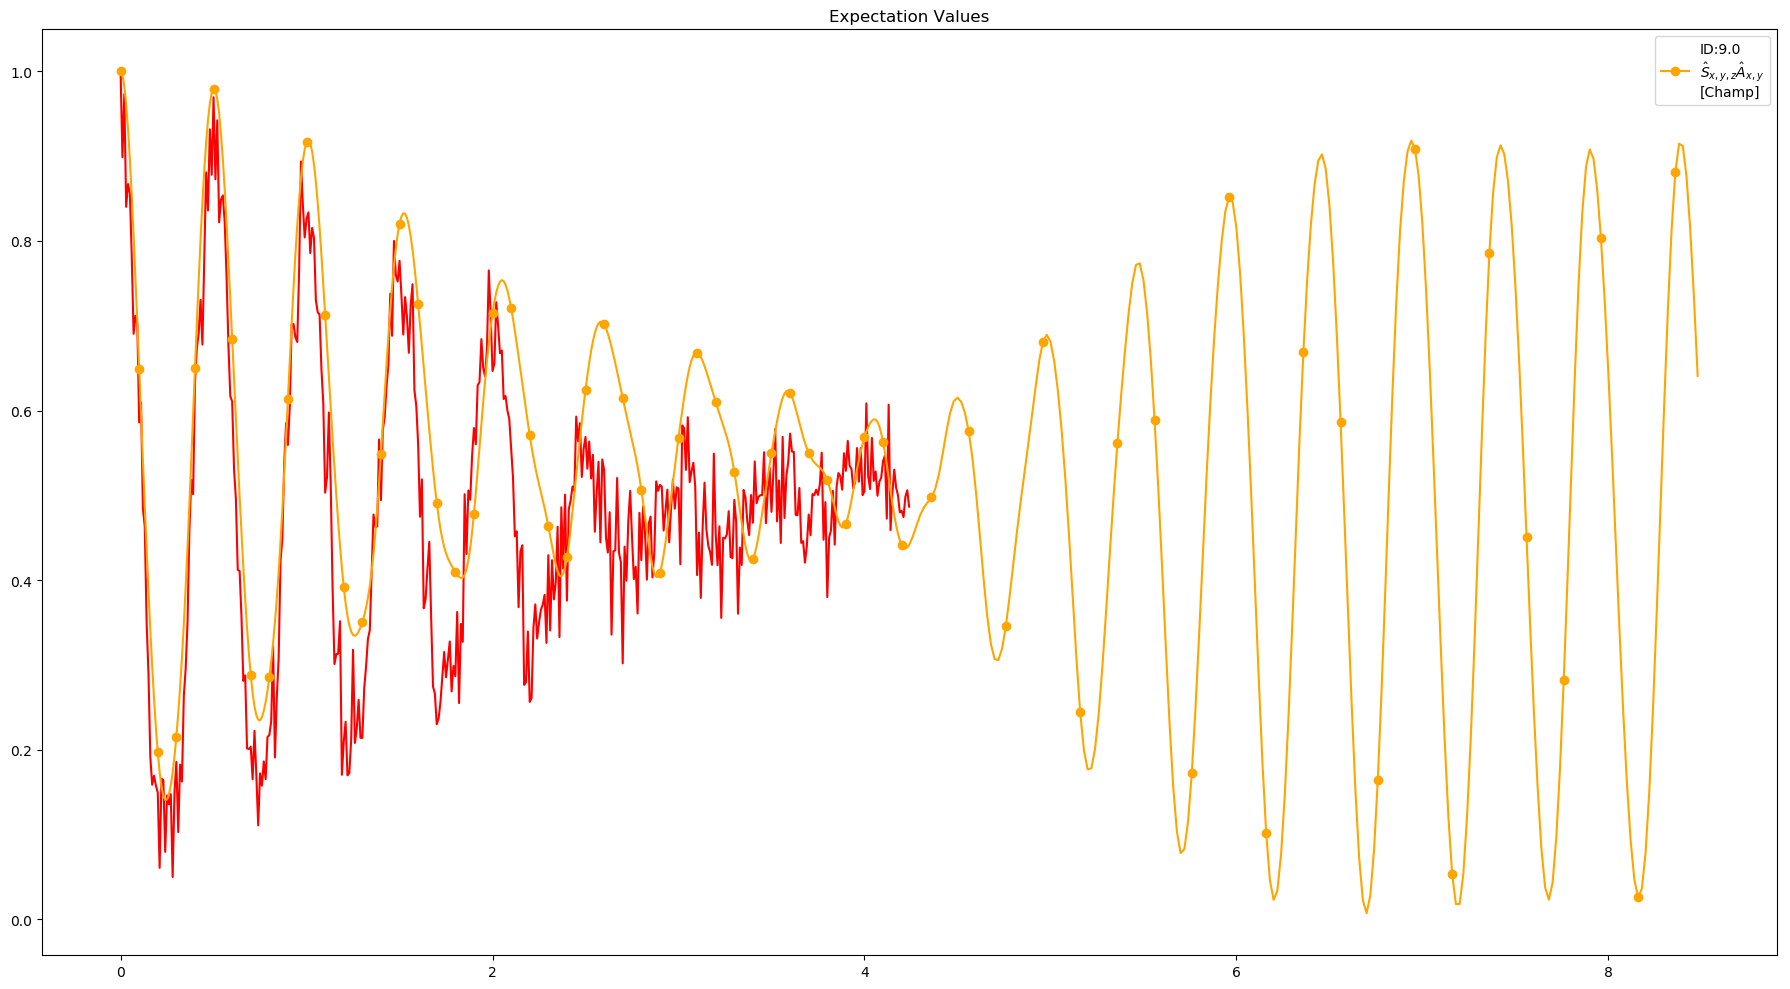 Expectation Values
ID:9.0
$\hat{S}_{x,y,z}\hat{A}_{x,y}$
[Champ]
1.0
0.8
0.6
0.4
0.2
0.0
0 2 4 6 8